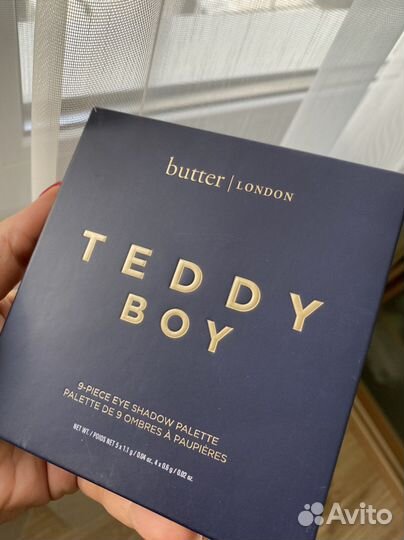 butter | LONDON
TEDDY
BOY
9-PIECE EYE SHADOW PALETTE
PALETTE DE 9 OMBRES À PAUPIÈRES
NET WT. / POIDS NET 5 x 1.1 g / 0.04 oz, 4 x 0.6 g / 0.02 oz.
Avito